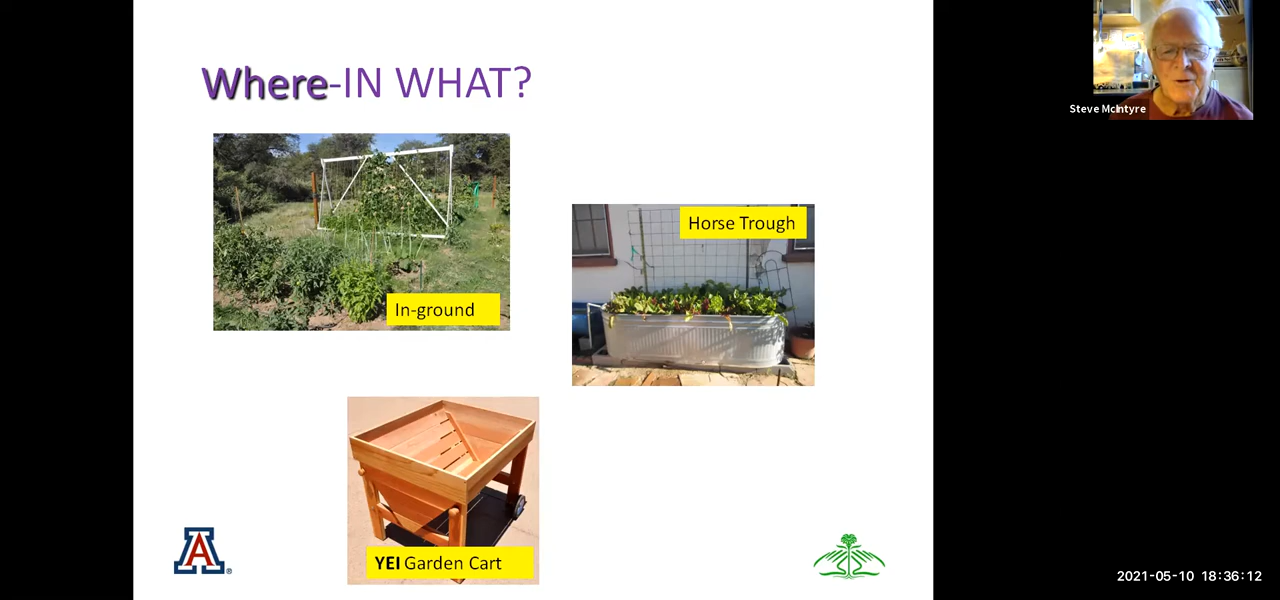 Where-IN WHAT?
Steve McIntyre
Horse Trough
In-ground
YEI Garden Cart
A
2021-05-10 18:36:12